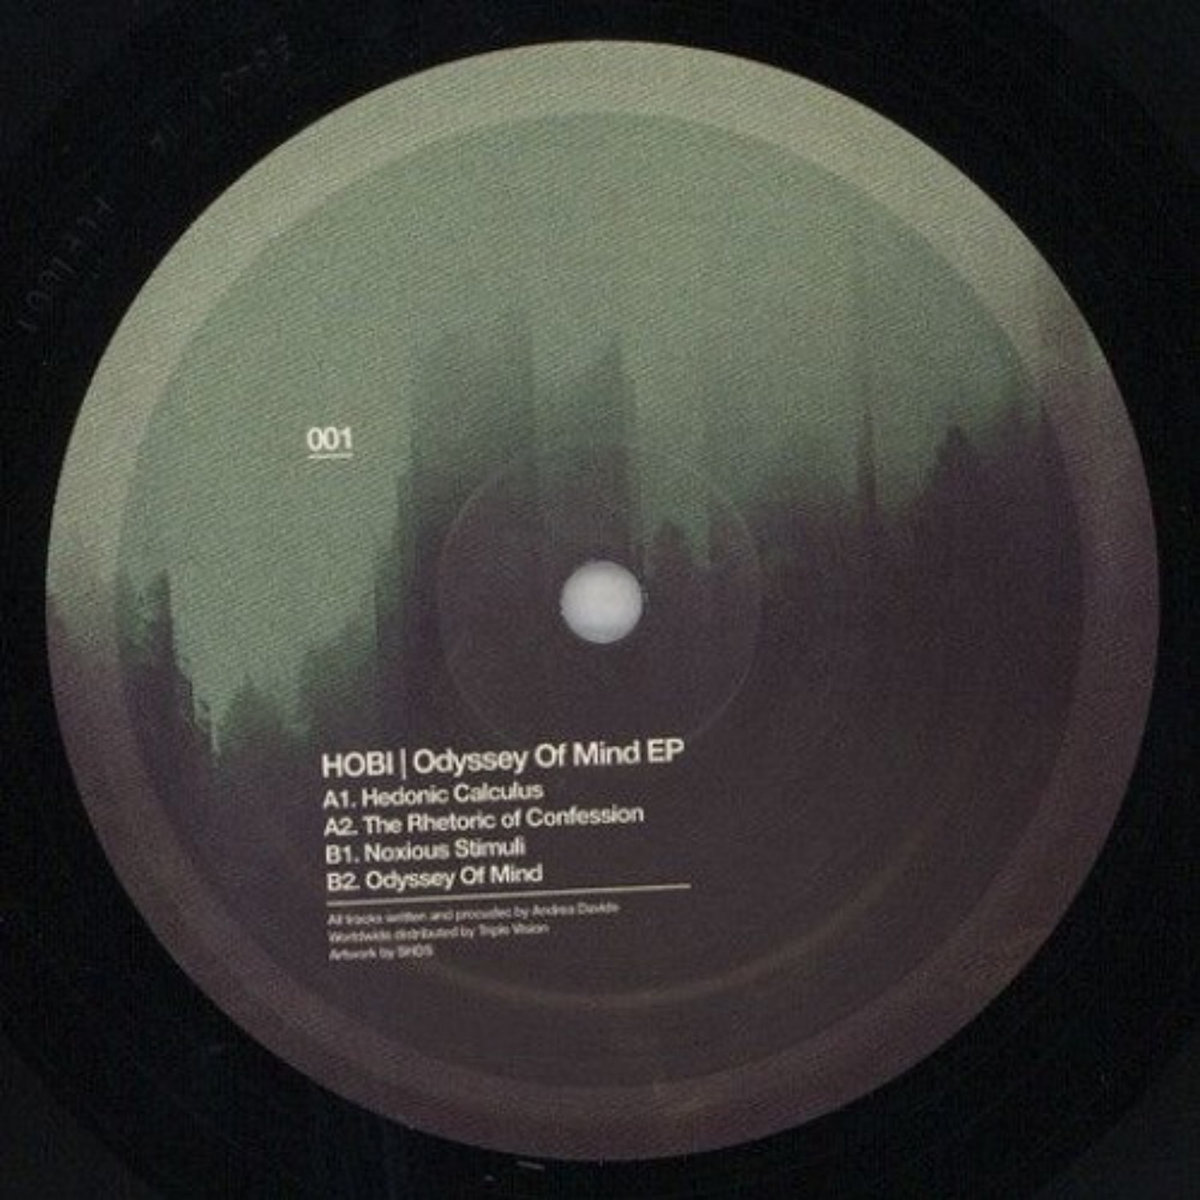 001
HOBI | Odyssey Of Mind EP
A1. Hedonic Calculus
A2. The Rhetoric of Confession
B1. Noxious Stimuli
B2. Odyssey Of Mind
All tracks written and procudec by Andrea Davide
Worldwide distributed by Triple Vision
Artwork by SHDS